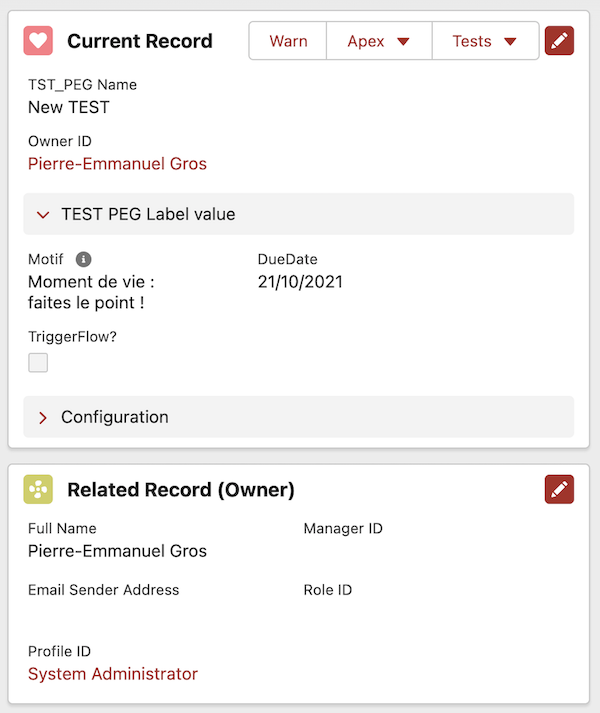 Current Record
Warn
Apex
Tests
TST_PEG Name
New TEST
Owner ID
Pierre-Emmanuel Gros
TEST PEG Label value
Motif
DueDate
Moment de vie :
faites le point !
21/10/2021
TriggerFlow?
Configuration
Related Record (Owner)
Full Name
Manager ID
Pierre-Emmanuel Gros
Email Sender Address
Role ID
Profile ID
System Administrator